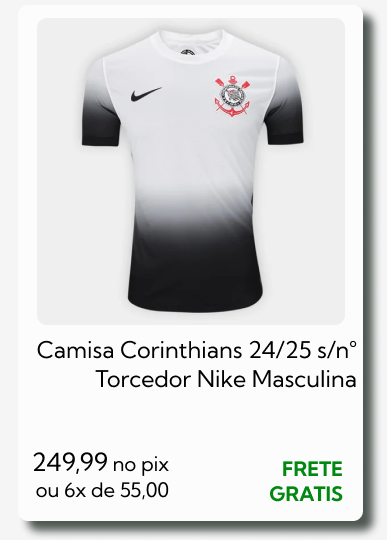 Camisa Corinthians 24/25 s/n°
Torcedor Nike Masculina
249,99 no pix
ou 6x de 55,00
FRETE
GRATIS